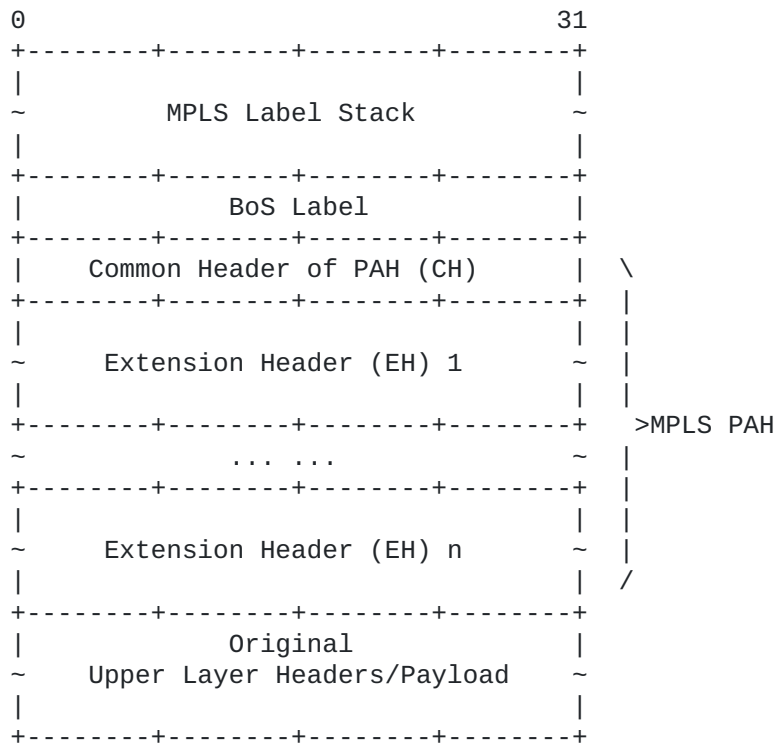 0                                  31
+--------+--------+--------+--------+
|                                   |
~         MPLS Label Stack          ~
|                                   |
+--------+--------+--------+--------+
|             BoS Label             |
+--------+--------+--------+--------+
|    Common Header of PAH (CH)      |  \
+--------+--------+--------+--------+  |
|                                   |  |
~     Extension Header (EH) 1       ~  |
|                                   |  |
+--------+--------+--------+--------+   >MPLS PAH
~             ... ...               ~  |
+--------+--------+--------+--------+  |
|                                   |  |
~     Extension Header (EH) n       ~  |
|                                   |  /
+--------+--------+--------+--------+
|             Original              |
~    Upper Layer Headers/Payload    ~
|                                   |
+--------+--------+--------+--------+